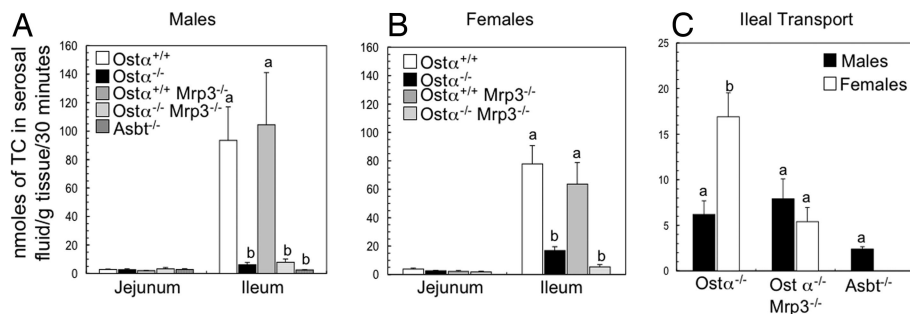 A
Males
nmoles of TC in serosal
fluid/g tissue/30 minutes
160
140
120
100
80
60
40
20
0
Ostα+/+
Ostα-/-
Ostα+/+ Mrp3-/-
Ostα-/- Mrp3-/-
Asbt-/-
a
a
b
b
b
Jejunum
Ileum
B
Females
160
140
120
100
80
60
40
20
0
Ostα+/+
Ostα-/-
Ostα+/+ Mrp3-/-
Ostα-/- Mrp3-/-
a
a
b
b
Jejunum
Ileum
C
Ileal Transport
25
20
15
10
5
0
Males
Females
b
a
a
a
a
Ostα-/-
Ost α-/-
Mrp3-/-
Asbt-/-